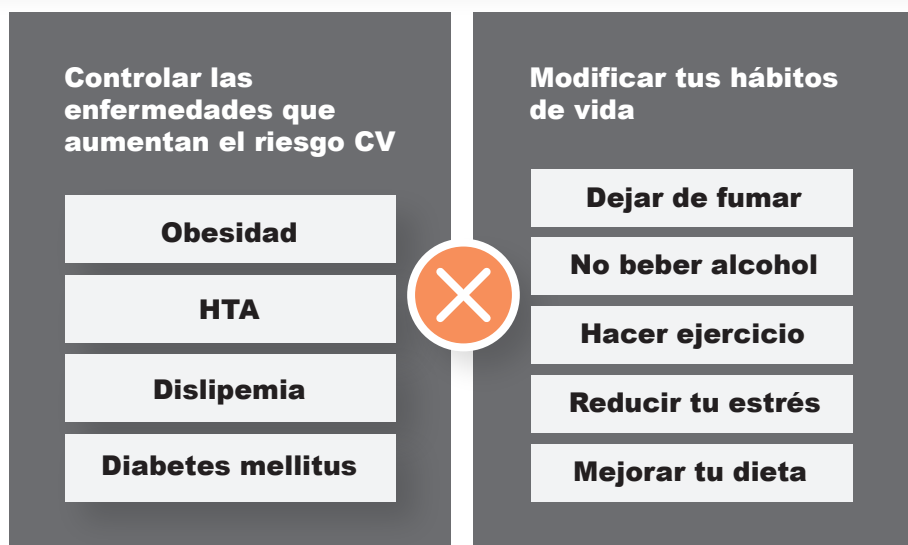 Controlar las
enfermedades que
aumentan el riesgo CV
Obesidad
HTA
Dislipemia
Diabetes mellitus
Modificar tus hábitos
de vida
Dejar de fumar
No beber alcohol
Hacer ejercicio
Reducir tu estrés
Mejorar tu dieta